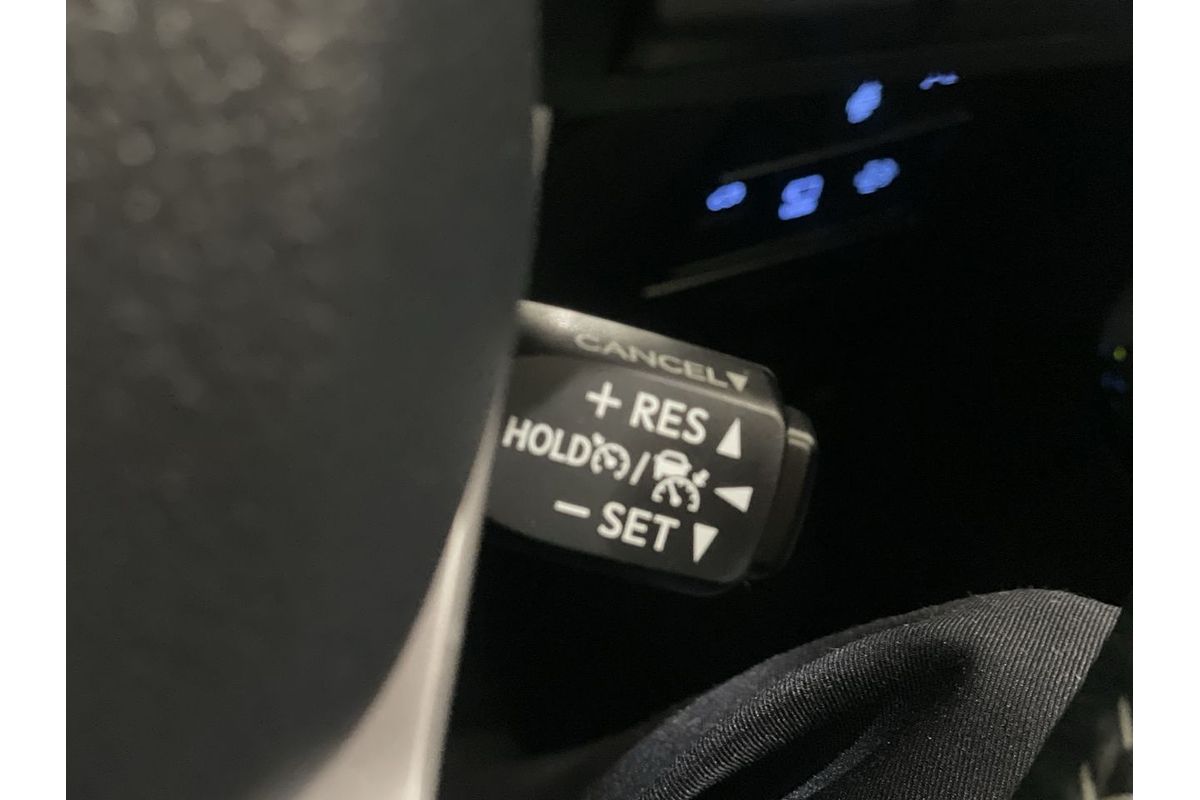 CANCEL
+ RES
HOLD /
− SET